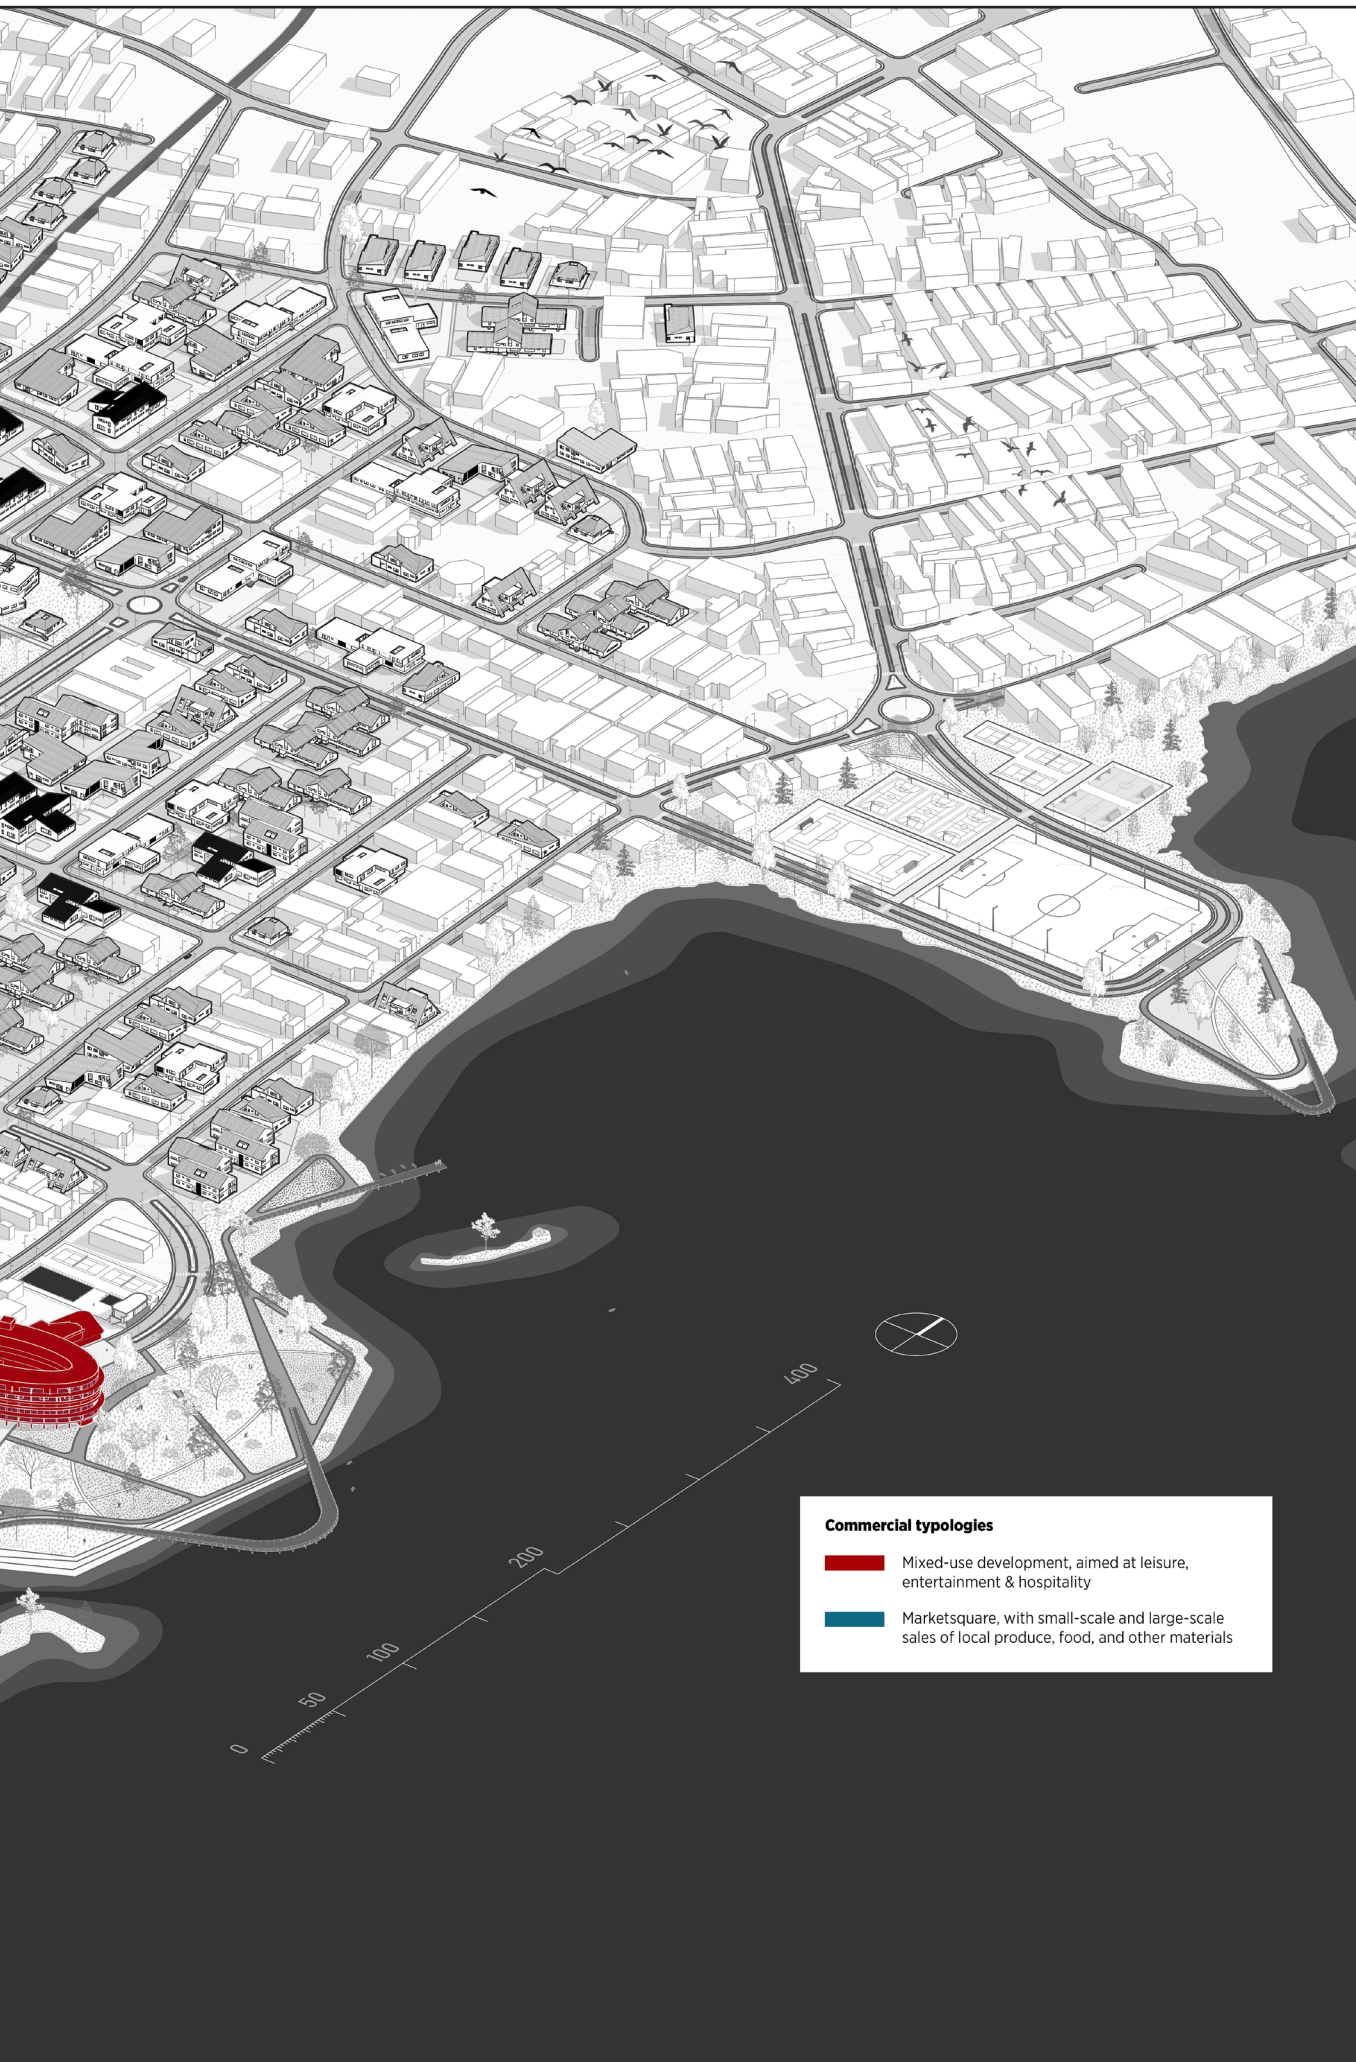 400
200
100
50
0
Commercial typologies
Mixed-use development, aimed at leisure,
entertainment & hospitality
Marketsquare, with small-scale and large-scale
sales of local produce, food, and other materials